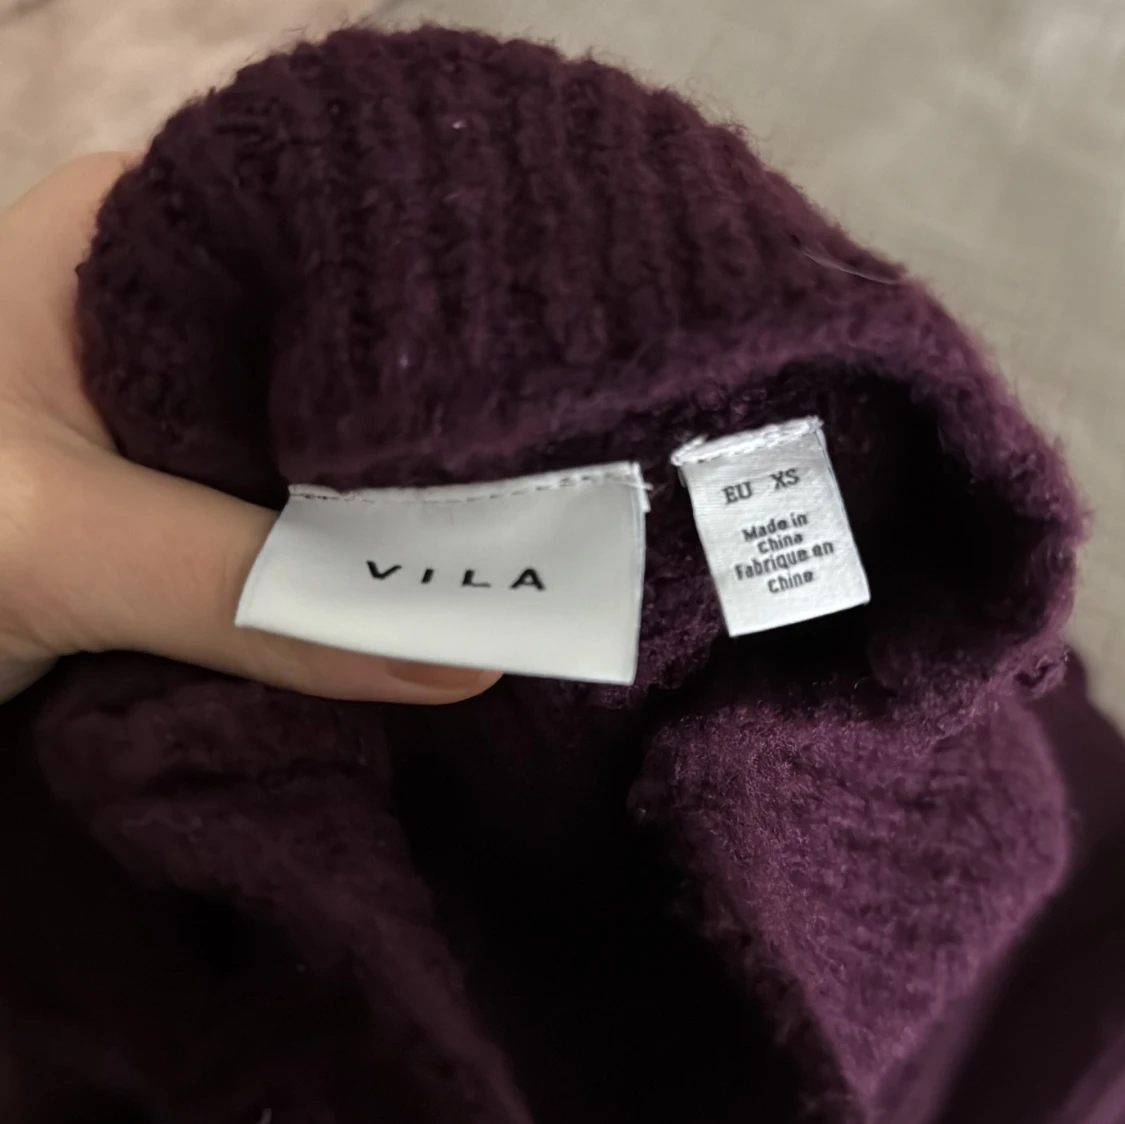 VILA
EU XS
Made in
China
Fabrique en
Chine